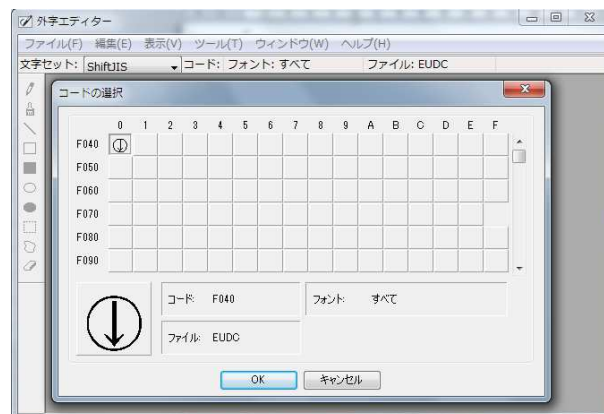 外字エディター
ファイル(F) 編集(E) 表示(V) ツール(T) ウィンドウ(W) ヘルプ(H)
文字セット: ShiftJIS コード: フォント: すべて ファイル: EUDC
コードの選択
0 1 2 3 4 5 6 7 8 9 A B C D E F
F040
F050
F060
F070
F080
F090
コード: F040 フォント: すべて
ファイル: EUDC
OK キャンセル